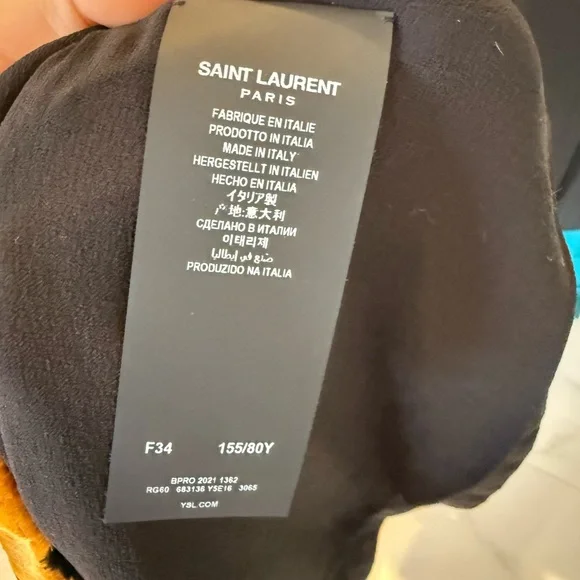 SAINT LAURENT
PARIS
FABRIQUE EN ITALIE
PRODOTTO IN ITALIA
MADE IN ITALY
HERGESTELLT IN ITALIEN
HECHO EN ITALIA
イタリア製
产地:意大利
СДЕЛАНО В ИТАЛИИ
이태리제
صنع في إيطاليا
PRODUZIDO NA ITALIA
F34 155/80Y
BPRO 2021 1362
RG60 683136 Y5E16 3065
YSL.COM